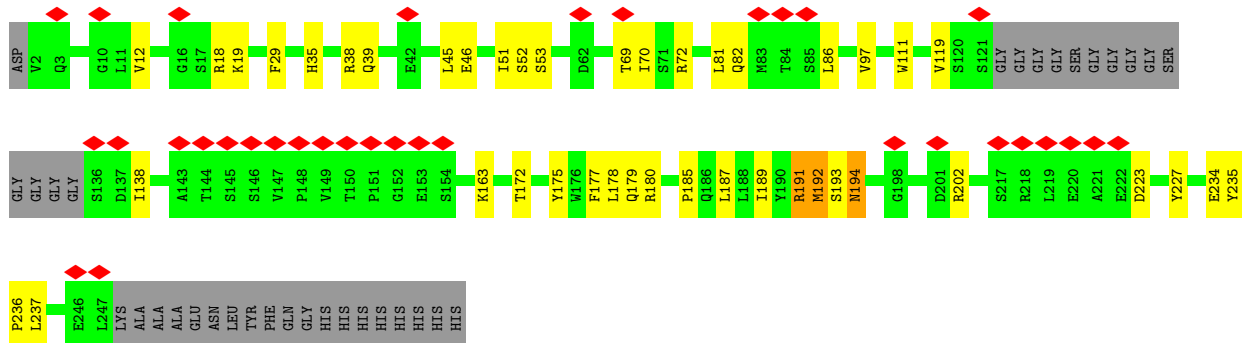 ASP V2 Q3 G10 L11 V12 G16 S17 R18 K19 F29 H35 R38 Q39 E42 L45 E46 I51 S52 S53 D62 T69 I70 S71 R72 L81 Q82 M83 T84 S85 L86 V97 W111 V119 S120 S121 GLY GLY GLY GLY SER GLY GLY GLY GLY SER
GLY GLY GLY GLY S136 D137 I138 A143 T144 S145 S146 V147 P148 V149 T150 P151 G152 E153 S154 K163 T172 Y175 W176 F177 L178 Q179 R180 P185 Q186 L187 L188 I189 Y190 R191 M192 S193 N194 G198 D201 R202 S217 R218 L219 E220 A221 E222 D223 Y227 E234 Y235
P236 L237 E246 L247 LYS ALA ALA ALA GLU ASN LEU TYR PHE GLN GLY HIS HIS HIS HIS HIS HIS HIS HIS